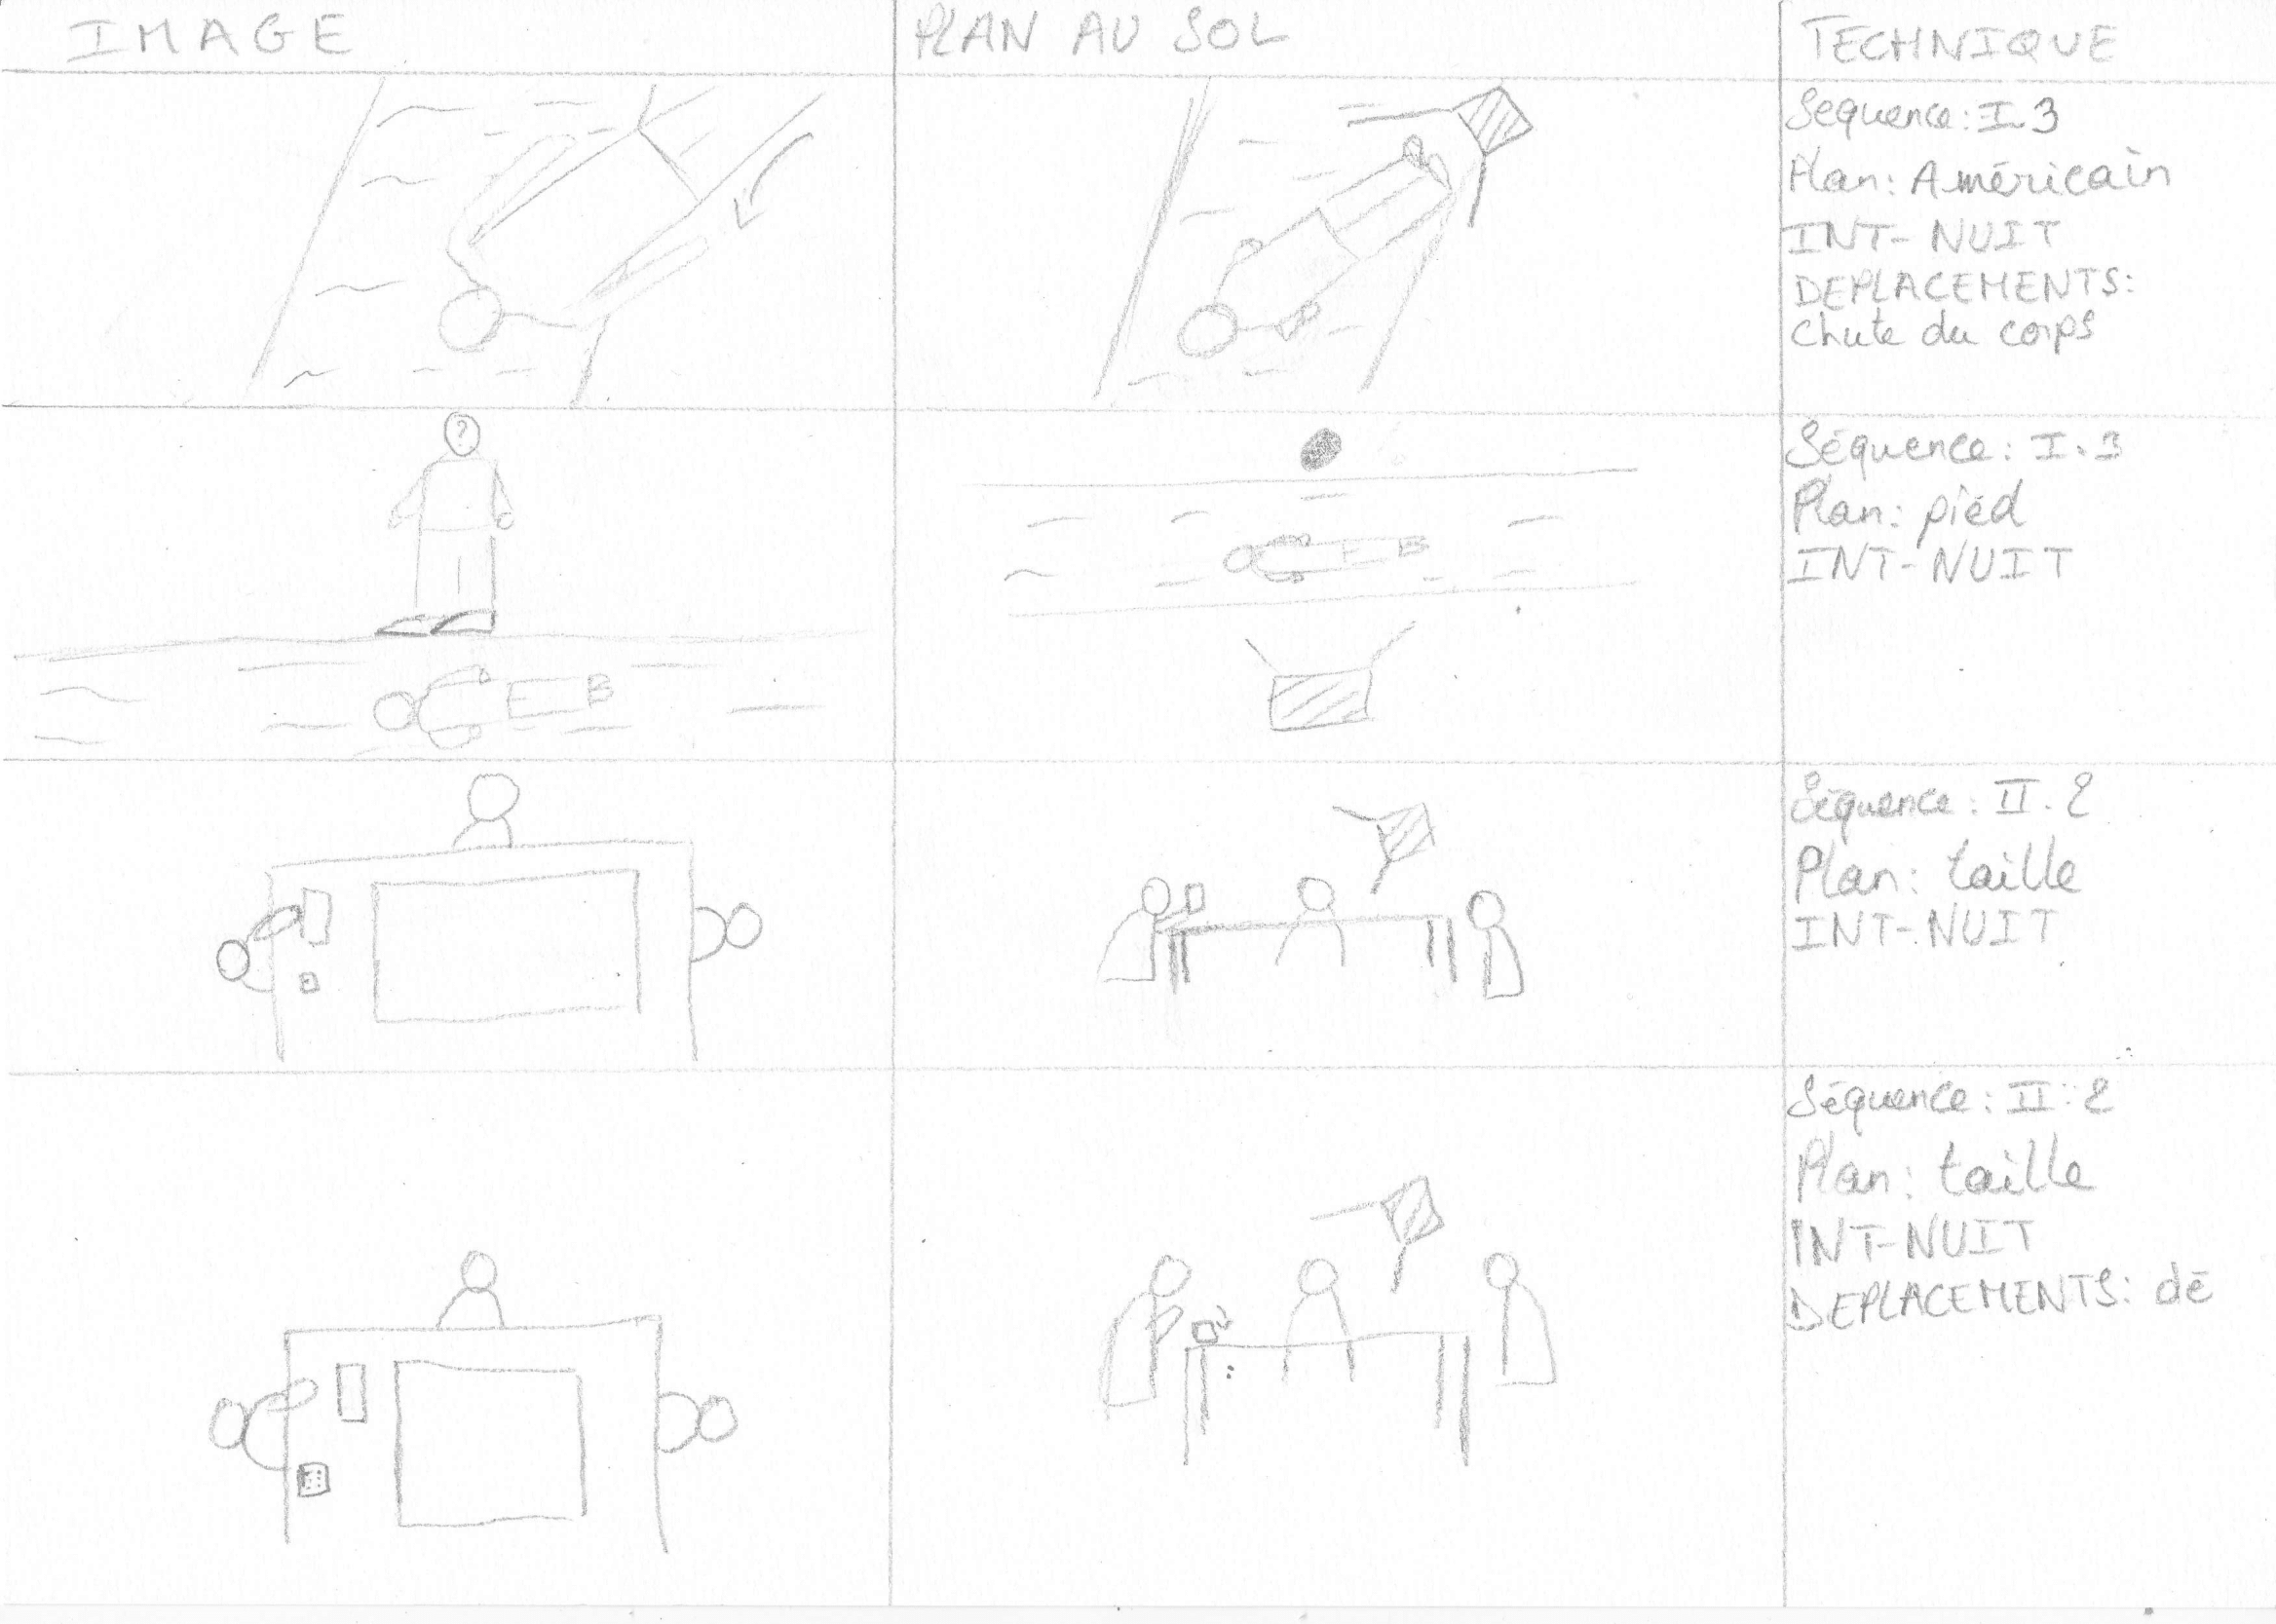 IMAGE
PLAN AU SOL
TECHNIQUE
Séquence: I.3
Plan: Américain
INT-NUIT
DEPLACEMENTS:
Chute du corps
?
Séquence: I.3
Plan: pied
INT-NUIT
Séquence: II.2
Plan: taille
INT-NUIT
Séquence: II.2
Plan: taille
INT-NUIT
DEPLACEMENTS: dé